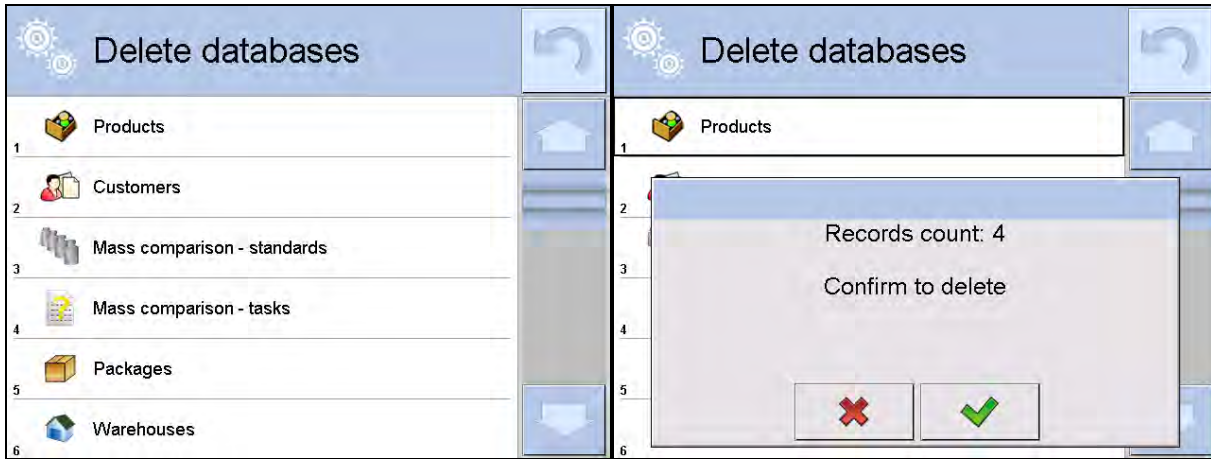 Delete databases
Products
1
Customers
2
Mass comparison - standards
3
Mass comparison - tasks
4
Packages
5
Warehouses
6
Delete databases
Products
1
2
3
4
5
6
Records count: 4
Confirm to delete